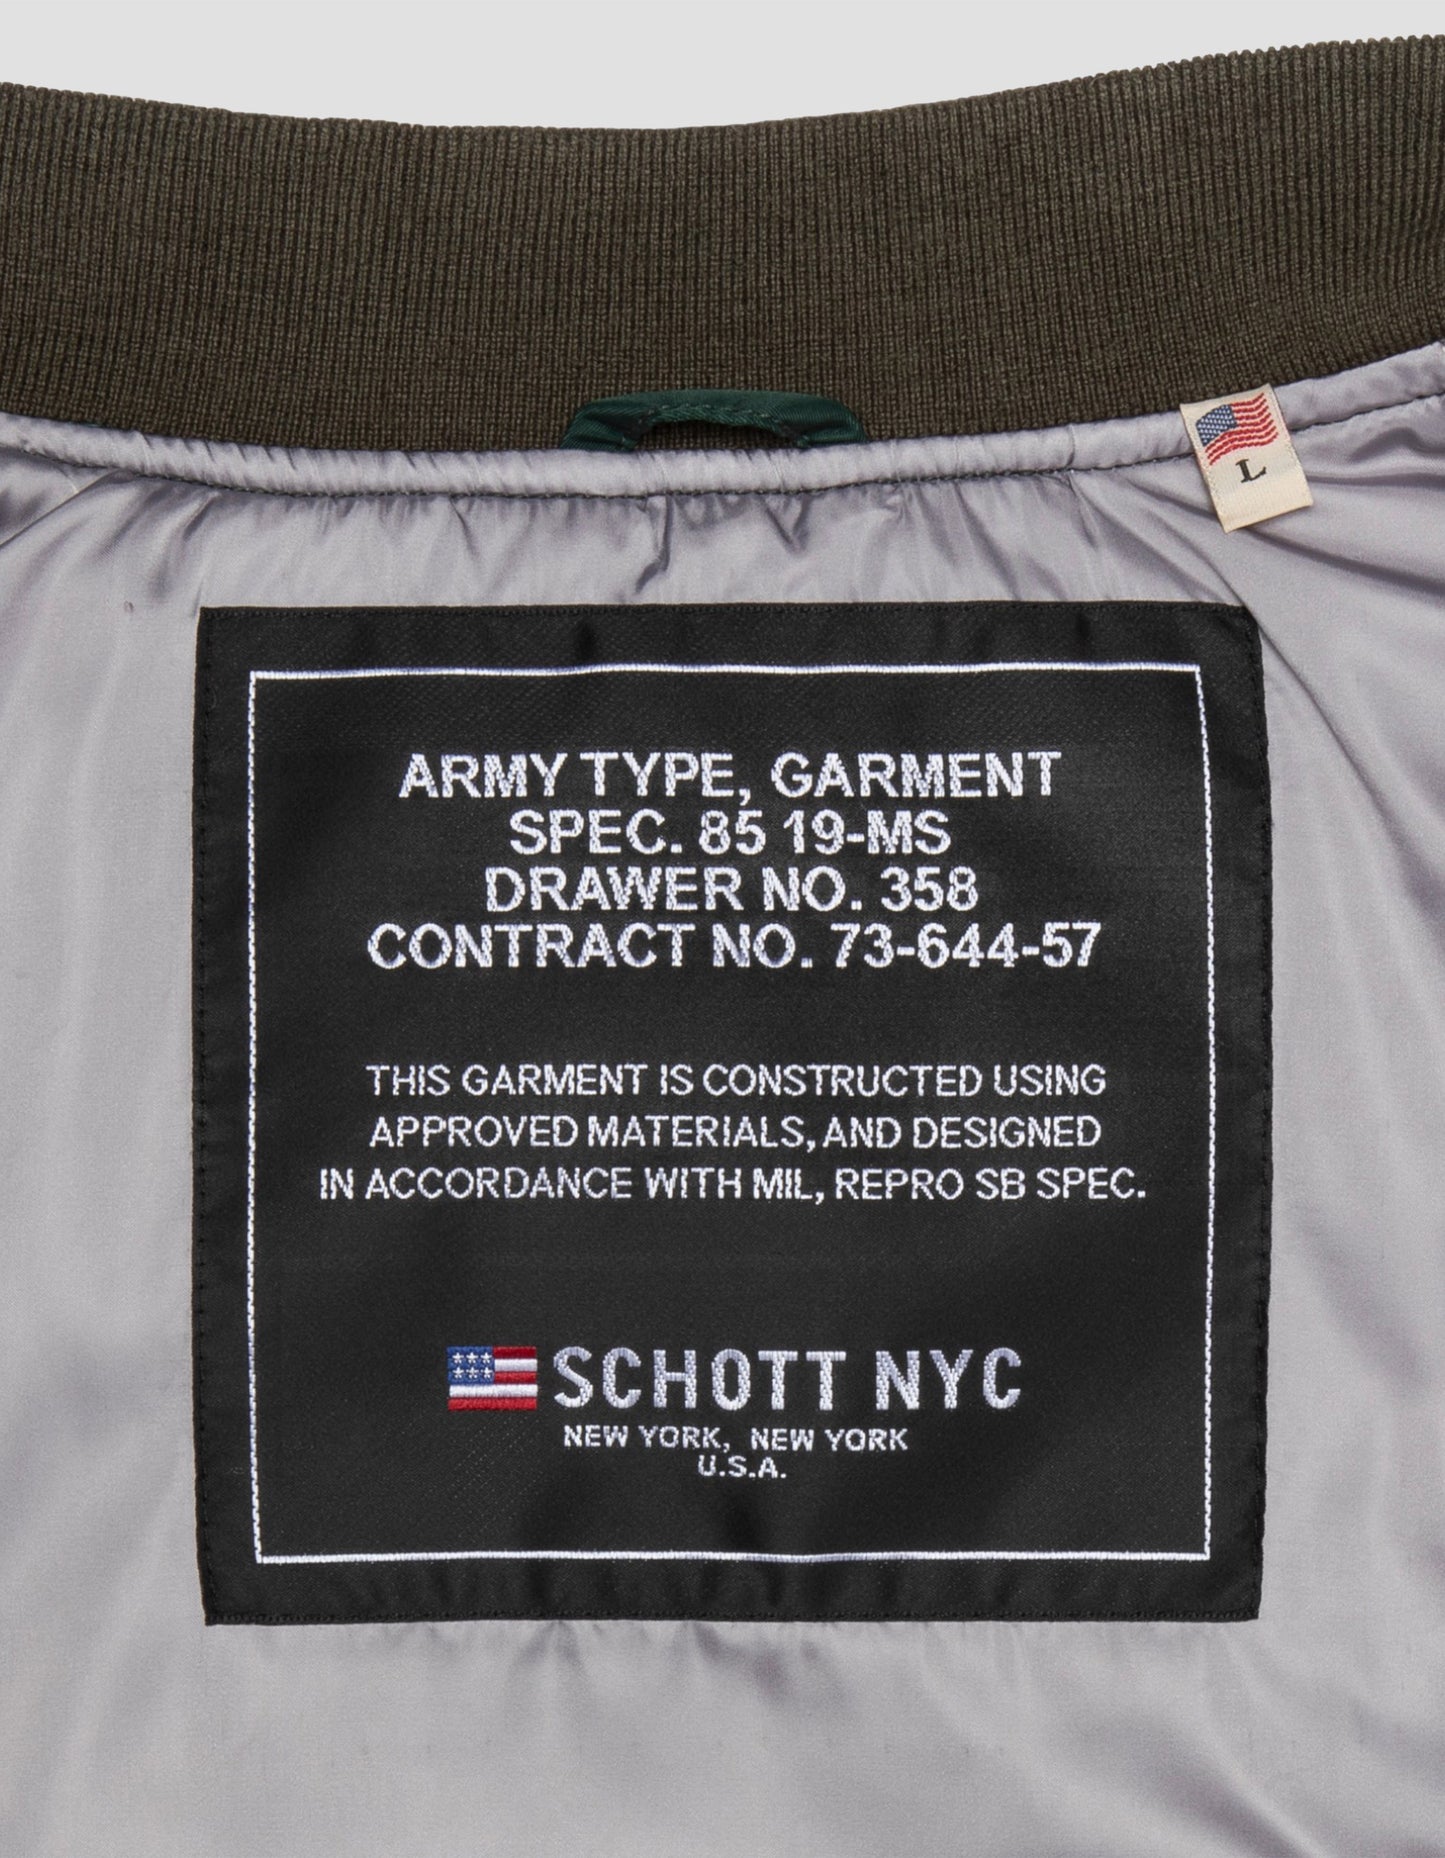 L
ARMY TYPE, GARMENT
SPEC. 85 19-MS
DRAWER NO. 358
CONTRACT NO. 73-644-57
THIS GARMENT IS CONSTRUCTED USING
APPROVED MATERIALS, AND DESIGNED
IN ACCORDANCE WITH MIL, REPRO SB SPEC.
SCHOTT NYC
NEW YORK, NEW YORK
U.S.A.